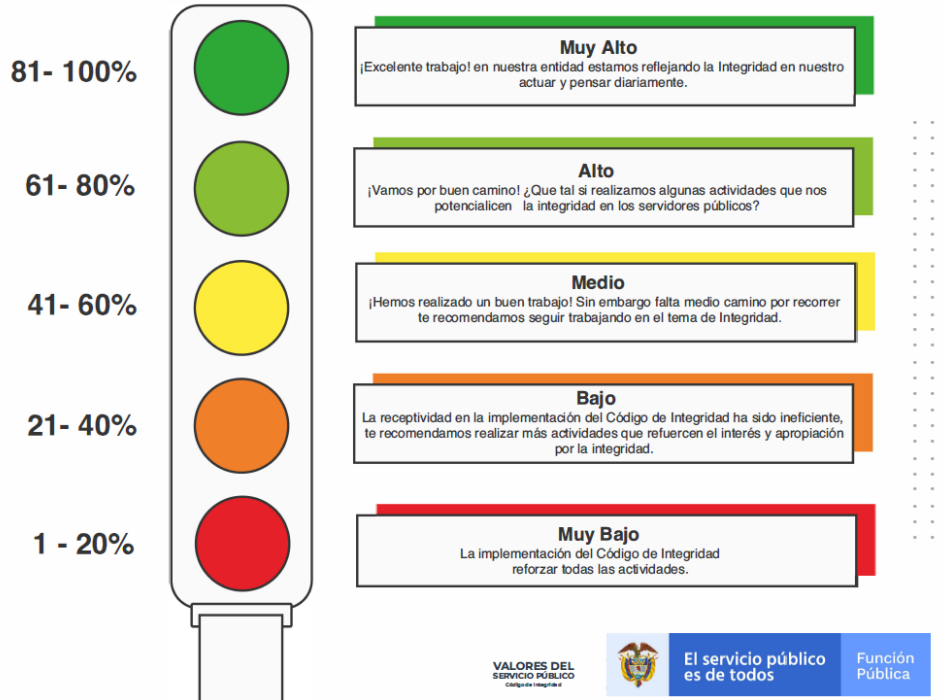 81- 100%
Muy Alto
¡Excelente trabajo! en nuestra entidad estamos reflejando la Integridad en nuestro
actuar y pensar diariamente.
61- 80%
Alto
¡Vamos por buen camino! ¿Que tal si realizamos algunas actividades que nos
potencialicen la integridad en los servidores públicos?
41- 60%
Medio
¡Hemos realizado un buen trabajo! Sin embargo falta medio camino por recorrer
te recomendamos seguir trabajando en el tema de Integridad.
21- 40%
Bajo
La receptividad en la implementación del Código de Integridad ha sido ineficiente,
te recomendamos realizar más actividades que refuercen el interés y apropiación
por la integridad.
1 - 20%
Muy Bajo
La implementación del Código de Integridad
reforzar todas las actividades.
VALORES DEL
SERVICIO PÚBLICO
Código de Integridad
El servicio público
es de todos
Función
Pública